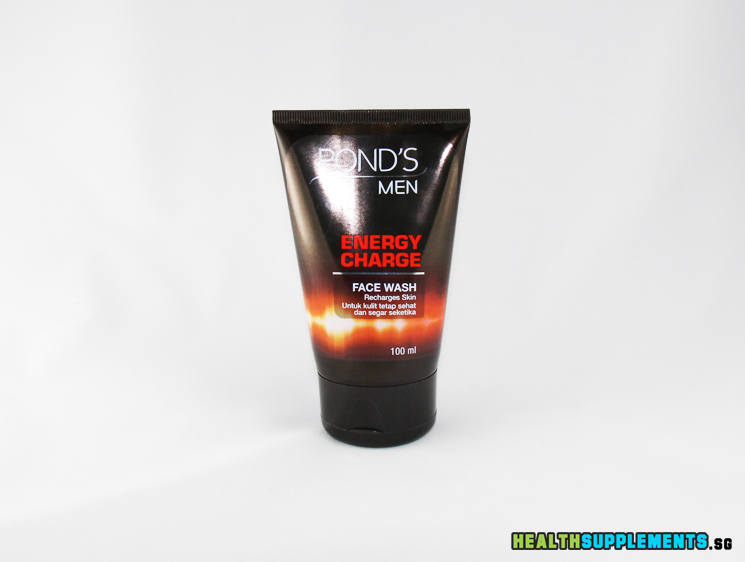 POND'S
MEN
ENERGY
CHARGE
FACE WASH
Recharges Skin
Untuk kulit tetap sehat
dan segar seketika
100 ml
HEALTHSUPPLEMENTS.SG